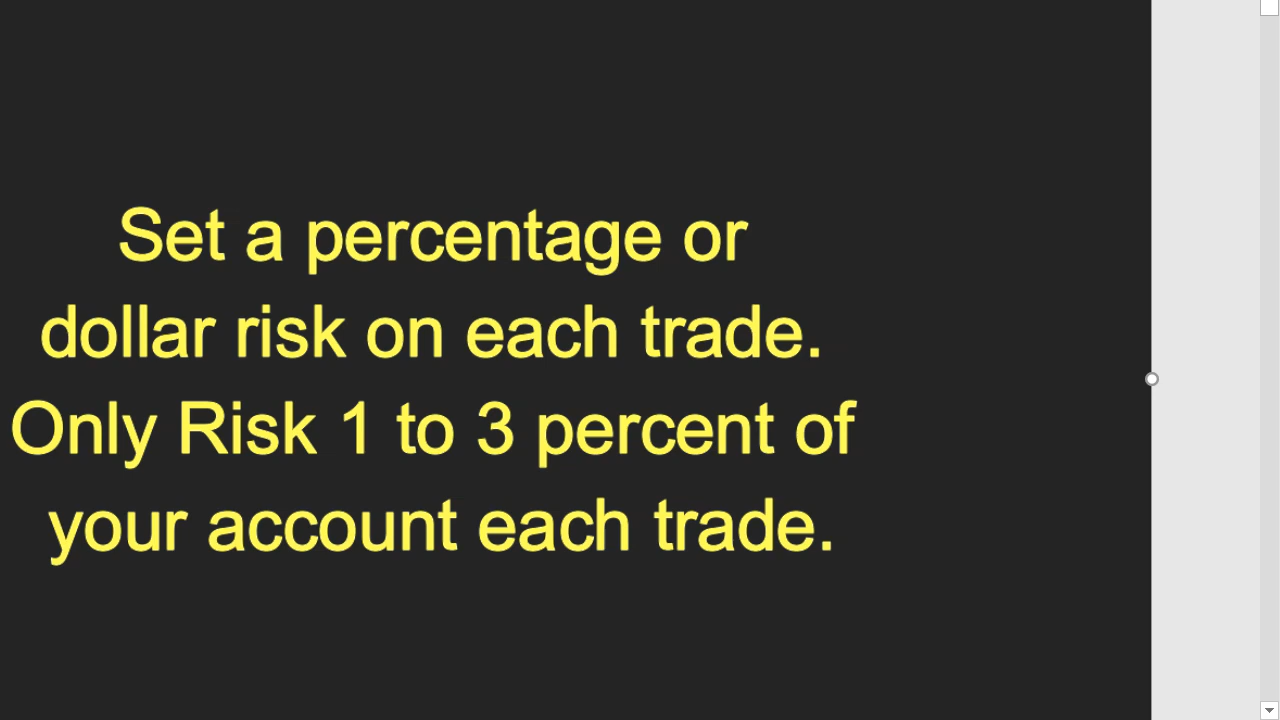 Set a percentage or
dollar risk on each trade.
Only Risk 1 to 3 percent of
your account each trade.